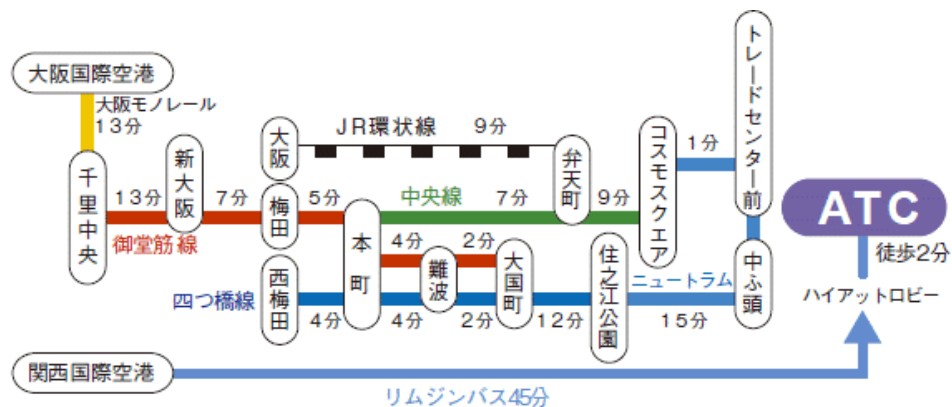 大阪国際空港
大阪モノレール
13分
千里中央
13分
新大阪
7分
御堂筋線
大阪
JR環状線 9分
弁天町
梅田
5分
中央線 7分
9分
コスモスクエア
1分
トレードセンター前
本町
4分
難波
2分
大国町
西梅田
四つ橋線
4分
4分
2分
12分
住之江公園
ニュートラム
15分
中ふ頭
ATC
徒歩2分
ハイアットロビー
関西国際空港
リムジンバス45分